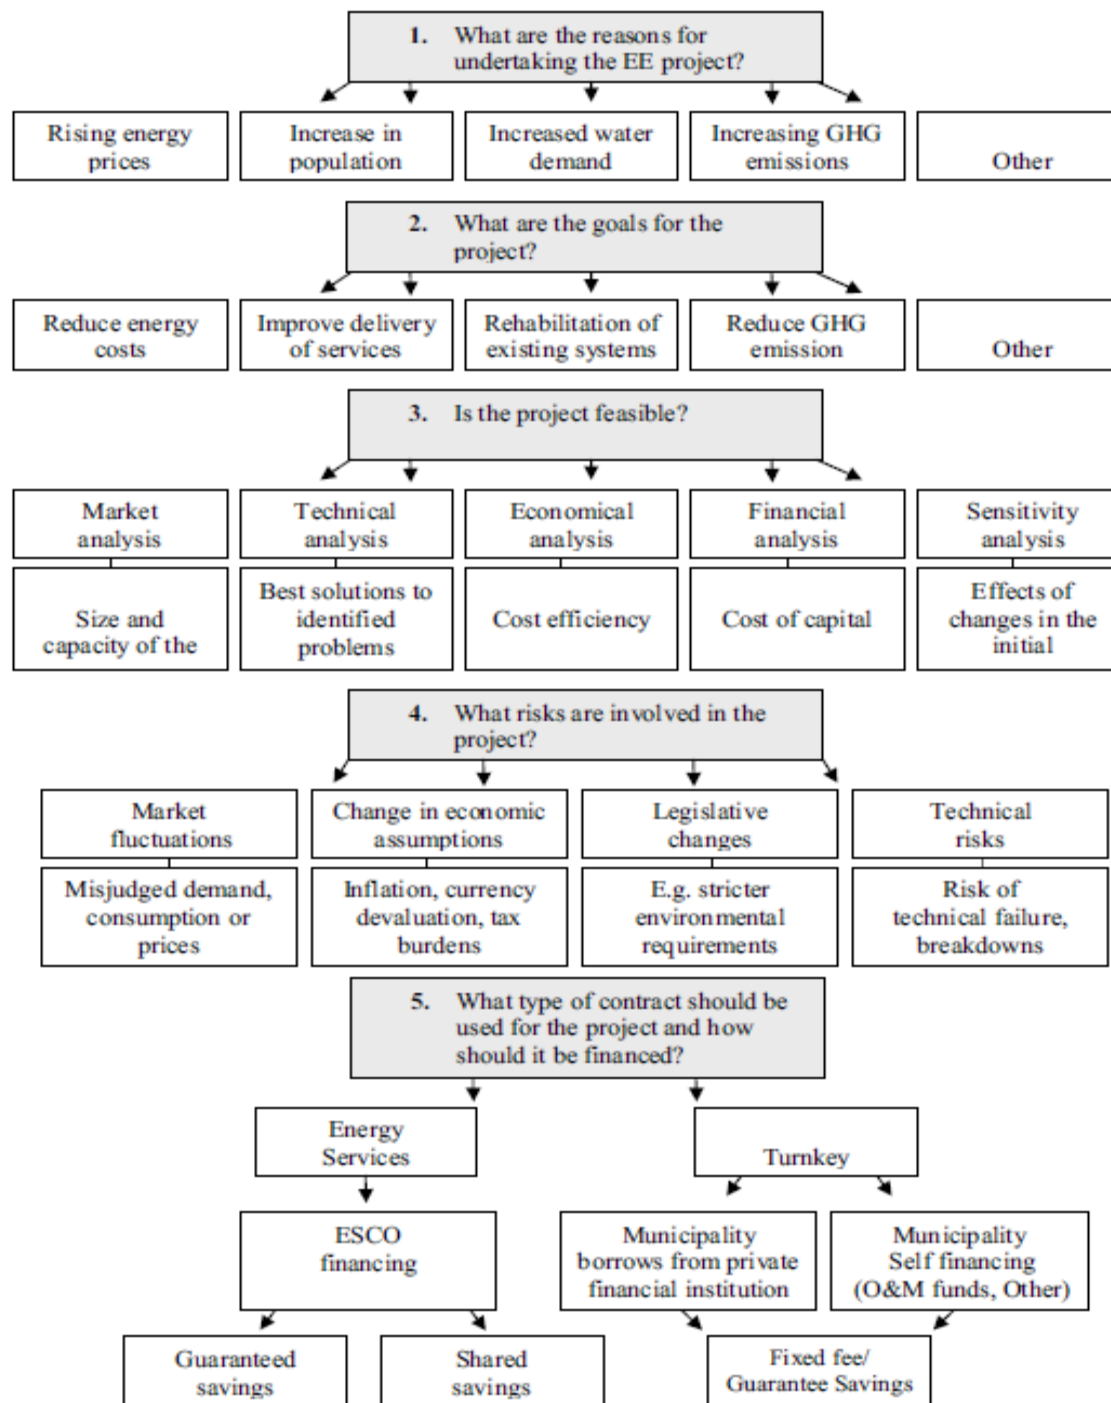 1. What are the reasons for
undertaking the EE project?
Rising energy
prices
Increase in
population
Increased water
demand
Increasing GHG
emissions
Other
2. What are the goals for the
project?
Reduce energy
costs
Improve delivery
of services
Rehabilitation of
existing systems
Reduce GHG
emission
Other
3. Is the project feasible?
Market
analysis
Technical
analysis
Economical
analysis
Financial
analysis
Sensitivity
analysis
Size and
capacity of the
Best solutions to
identified
problems
Cost efficiency
Cost of capital
Effects of
changes in the
initial
4. What risks are involved in the
project?
Market
fluctuations
Change in economic
assumptions
Legislative
changes
Technical
risks
Misjudged demand,
consumption or
prices
Inflation, currency
devaluation, tax
burdens
E.g. stricter
environmental
requirements
Risk of
technical failure,
breakdowns
5. What type of contract should be
used for the project and how
should it be financed?
Energy
Services
Turnkey
ESCO
financing
Municipality
borrows from private
financial institution
Municipality
Self financing
(O&M funds, Other)
Guaranteed
savings
Shared
savings
Fixed fee/
Guarantee Savings